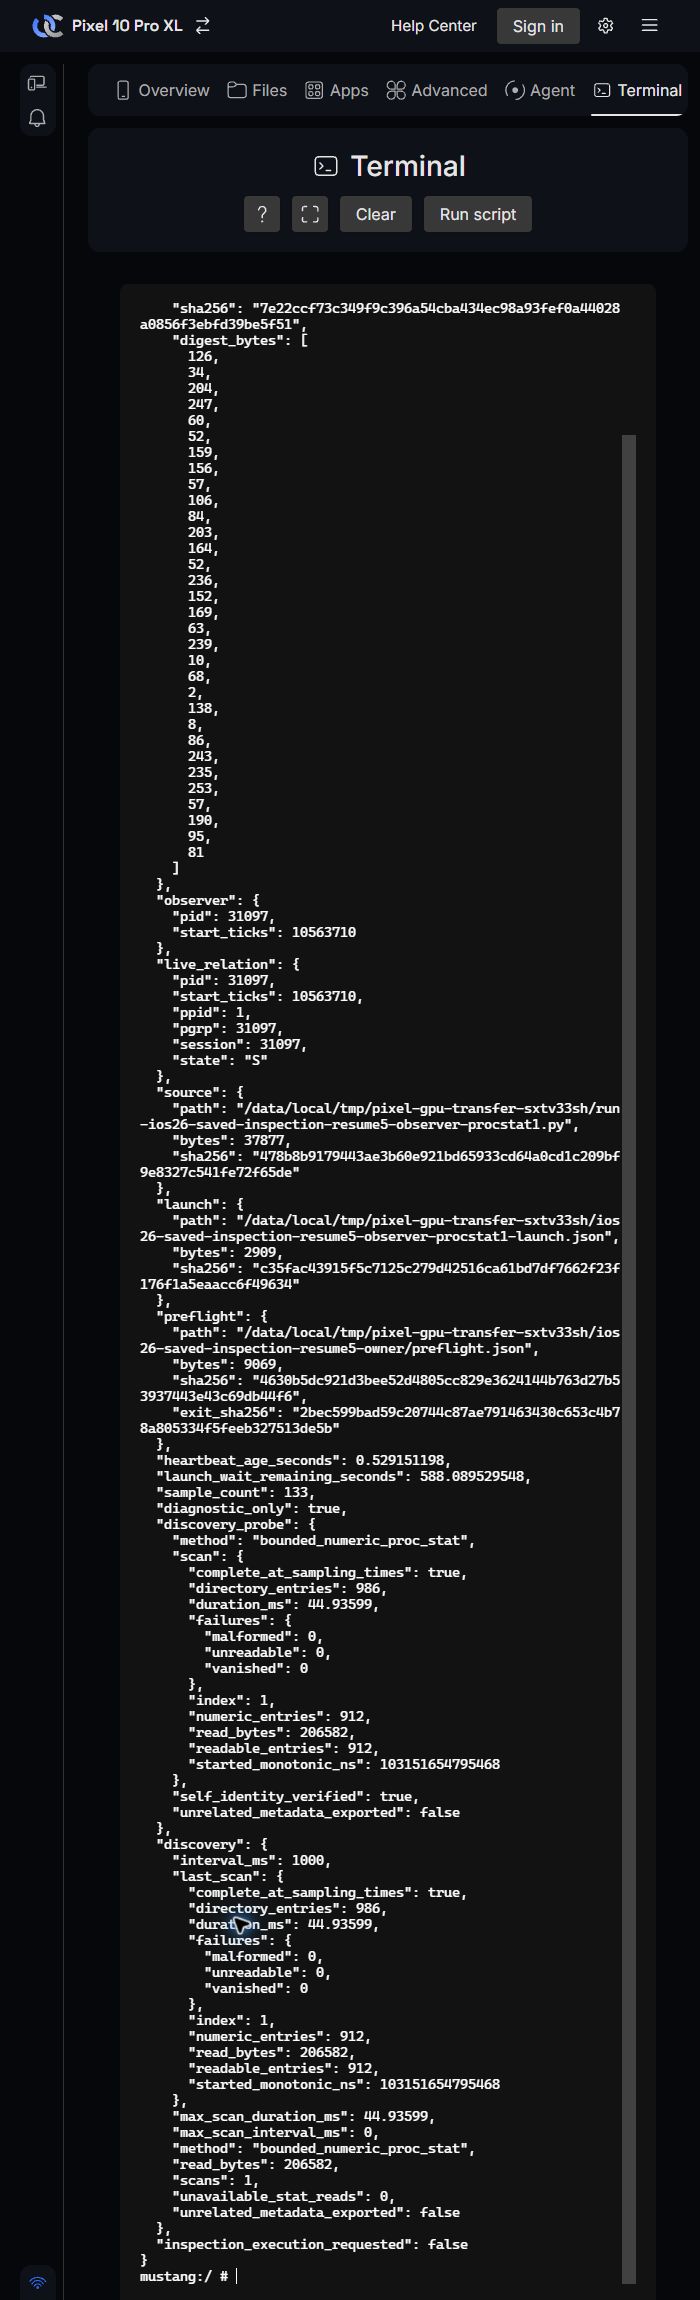 Pixel 10 Pro XL
Help Center
Sign in
Overview
Files
Apps
Advanced
Agent
Terminal
Terminal
?
Clear
Run script
"sha256": "7e22ccf73c349f9c396a54cba434ec98a93fef0a44028
a0856f3ebfd39be5f51",
"digest_bytes": [
126,
34,
204,
247,
60,
52,
159,
156,
57,
106,
84,
203,
164,
52,
236,
152,
169,
63,
239,
10,
68,
2,
138,
8,
86,
243,
235,
253,
57,
190,
95,
81
]
},
"observer": {
"pid": 31097,
"start_ticks": 10563710
},
"live_relation": {
"pid": 31097,
"start_ticks": 10563710,
"ppid": 1,
"pgrp": 31097,
"session": 31097,
"state": "S"
},
"source": {
"path": "/data/local/tmp/pixel-gpu-transfer-sxtv33sh/run
-ios26-saved-inspection-resume5-observer-procstat1.py",
"bytes": 37877,
"sha256": "478b8b9179443ae3b60e921bd65933cd64a0cd1c209bf
9e8327c541fe72f65de"
},
"launch": {
"path": "/data/local/tmp/pixel-gpu-transfer-sxtv33sh/ios
26-saved-inspection-resume5-observer-procstat1-launch.json",
"bytes": 2909,
"sha256": "c35fac43915f5c7125c279d42516ca61bd7df7662f23f
176f1a5eaacc6f49634"
},
"preflight": {
"path": "/data/local/tmp/pixel-gpu-transfer-sxtv33sh/ios
26-saved-inspection-resume5-owner/preflight.json",
"bytes": 9069,
"sha256": "4630b5dc921d3bee52d4805cc829e3624144b763d27b5
3937443e43c69db44f6",
"exit_sha256": "2bec599bad59c20744c87ae791463430c653c4b7
8a805334f5feeb327513de5b"
},
"heartbeat_age_seconds": 0.529151198,
"launch_wait_remaining_seconds": 588.089529548,
"sample_count": 133,
"diagnostic_only": true,
"discovery_probe": {
"method": "bounded_numeric_proc_stat",
"scan": {
"complete_at_sampling_times": true,
"directory_entries": 986,
"duration_ms": 44.93599,
"failures": {
"malformed": 0,
"unreadable": 0,
"vanished": 0
},
"index": 1,
"numeric_entries": 912,
"read_bytes": 206582,
"readable_entries": 912,
"started_monotonic_ns": 103151654795468
},
"self_identity_verified": true,
"unrelated_metadata_exported": false
},
"discovery": {
"interval_ms": 1000,
"last_scan": {
"complete_at_sampling_times": true,
"directory_entries": 986,
"duration_ms": 44.93599,
"failures": {
"malformed": 0,
"unreadable": 0,
"vanished": 0
},
"index": 1,
"numeric_entries": 912,
"read_bytes": 206582,
"readable_entries": 912,
"started_monotonic_ns": 103151654795468
},
"max_scan_duration_ms": 44.93599,
"max_scan_interval_ms": 0,
"method": "bounded_numeric_proc_stat",
"read_bytes": 206582,
"scans": 1,
"unavailable_stat_reads": 0,
"unrelated_metadata_exported": false
},
"inspection_execution_requested": false
}
mustang:/ #